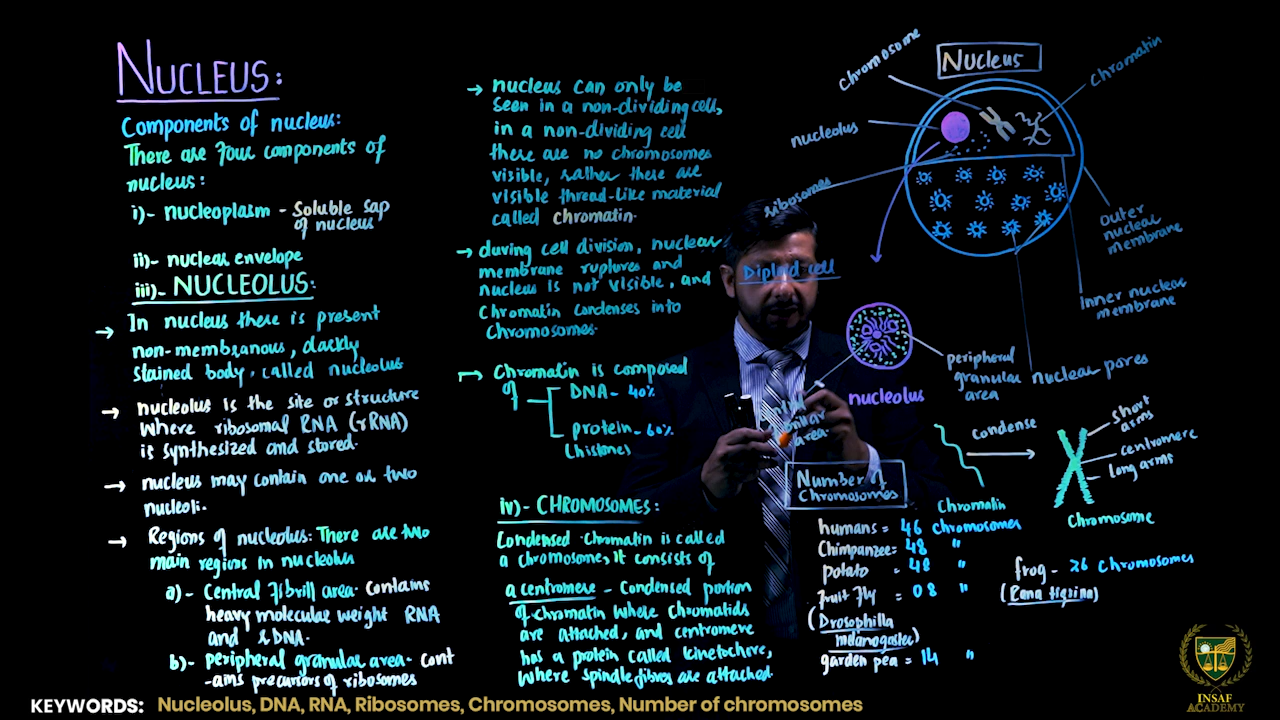 NUCLEUS:
Components of nucleus:
There are four components of
nucleus:
i)- nucleoplasm - Soluble sap
of nucleus
ii)- nuclear envelope
iii)- NUCLEOLUS:
→ In nucleus there is present
non-membranous, darkly
stained body, called nucleolus
→ nucleolus is the site or structure
where ribosomal RNA (rRNA)
is synthesized and stored.
→ nucleus may contain one or two
nucleoli.
→ Regions of nucleolus: There are two
main regions in nucleolus
a)- Central fibrill area- contains
heavy molecular weight RNA
and rDNA.
b)- peripheral granular area- cont
-ains precursors of ribosomes
→ nucleus can only be
seen in a non-dividing cell,
in a non-dividing cell
there are no chromosomes
visible, rather there are
visible thread-like material
called chromatin.
→ during cell division, nuclear
membrane ruptures and
nucleus is not visible, and
Chromatin condenses into
Chromosomes.
→ Chromatin is composed
of DNA- 40%
protein- 60%
(histones
iv)- CHROMOSOMES:
Condensed chromatin is called
a chromosome, It consists of
a centromere - Condensed portion
of chromatin where chromatids
are attached, and centromere
has a protein called kinetochore,
where spindle fibres are attached.
Nucleus
chromosome
chromatin
nucleolus
ribosomes
outer
nuclear
membrane
Inner nuclear
membrane
nuclear pores
Diploid cell
peripheral
granular
area
nucleolus
area.
condense
Chromatin
short
arms
centromere
long arms
Chromosome
Number of
Chromosomes
humans = 46 chromosomes
Chimpanzee= 48 "
potato = 48 "
fruit fly = 08 "
(Drosophilla
melanogaster)
garden pea = 14 "
frog - 26 chromosomes
(Rana tigrina)
INSAF
ACADEMY
KEYWORDS: Nucleolus, DNA, RNA, Ribosomes, Chromosomes, Number of chromosomes